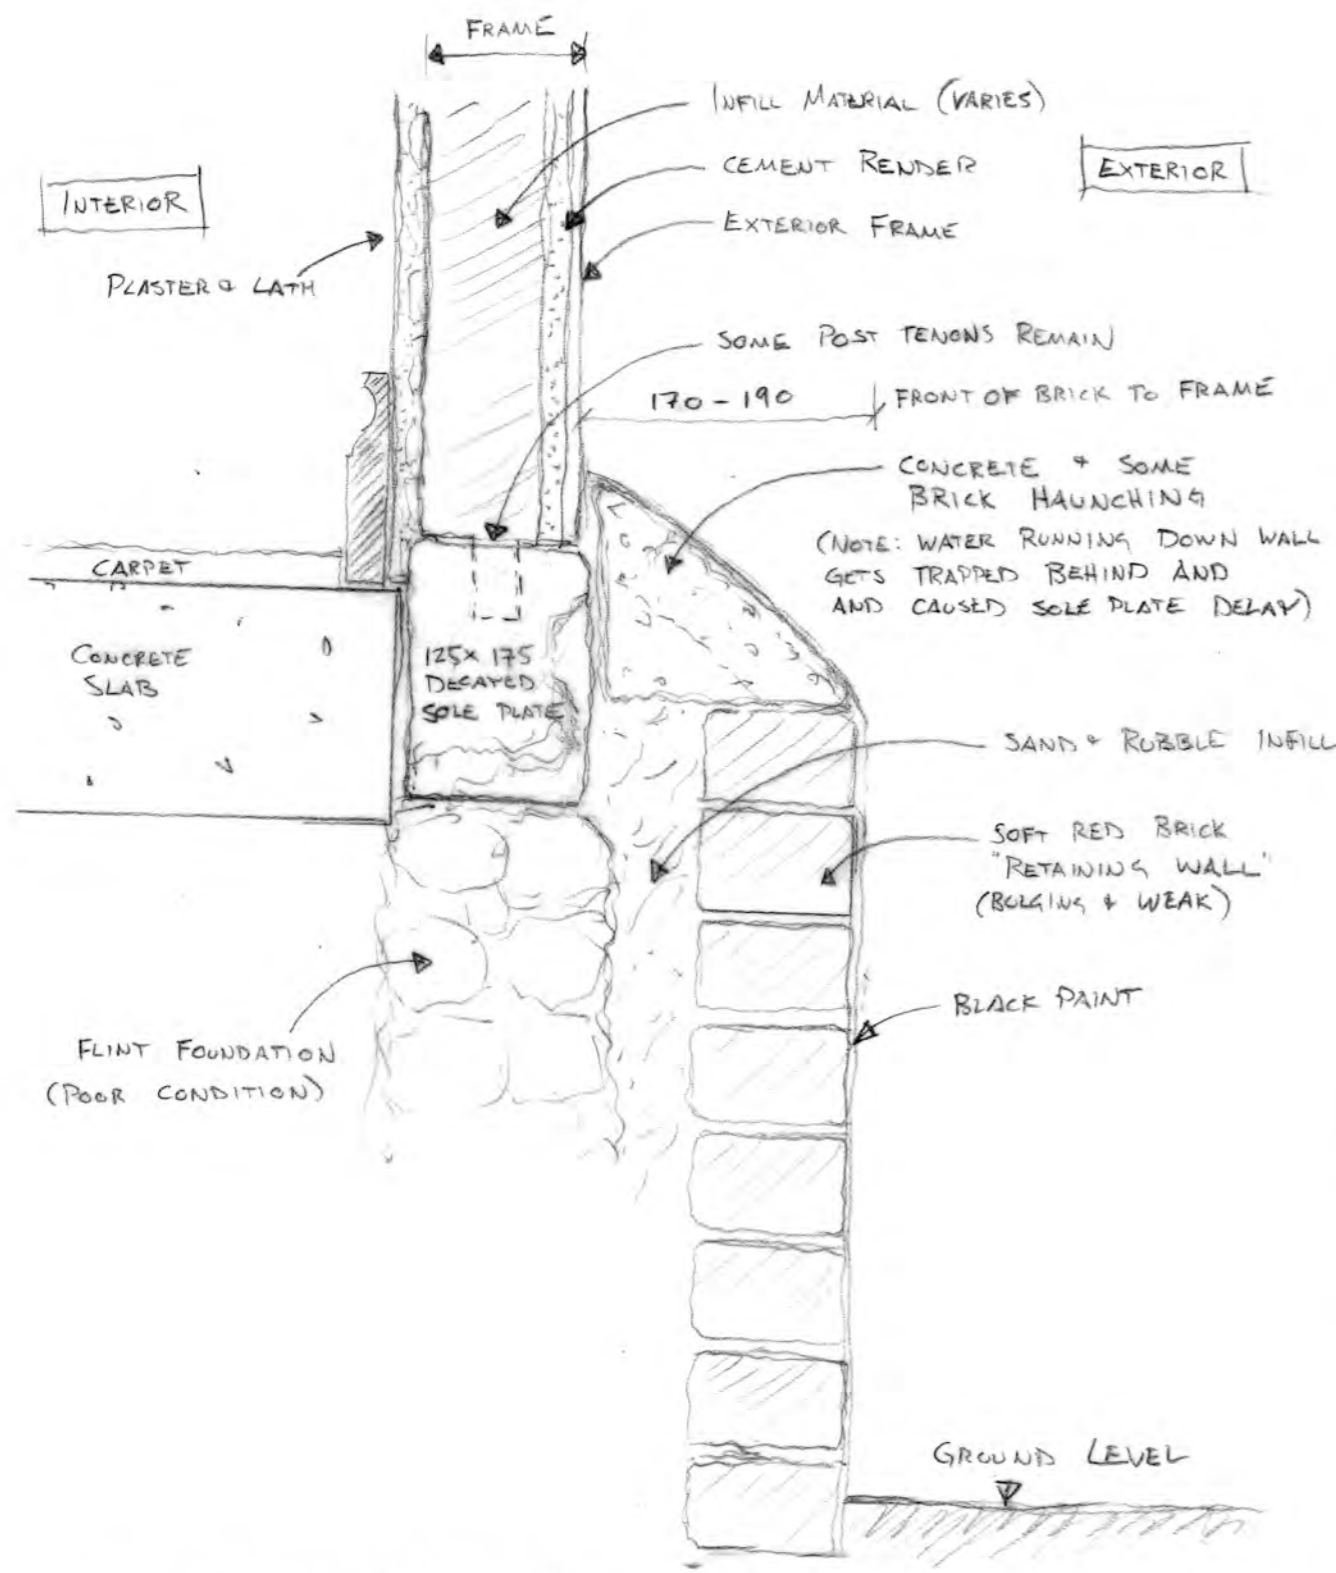 FRAME
INFILL MATERIAL (VARIES)
CEMENT RENDER
EXTERIOR
INTERIOR
EXTERIOR FRAME
PLASTER & LATH
SOME POST TENONS REMAIN
170-190
FRONT OF BRICK TO FRAME
CONCRETE & SOME
BRICK HAUNCHING
(NOTE: WATER RUNNING DOWN WALL
GETS TRAPPED BEHIND AND
AND CAUSED SOLE PLATE DELAY)
CARPET
CONCRETE
SLAB
125x175
DECAYED
SOLE PLATE
SAND & RUBBLE INFILL
SOFT RED BRICK
"RETAINING WALL"
(BULGING & WEAK)
BLACK PAINT
FLINT FOUNDATION
(POOR CONDITION)
GROUND LEVEL